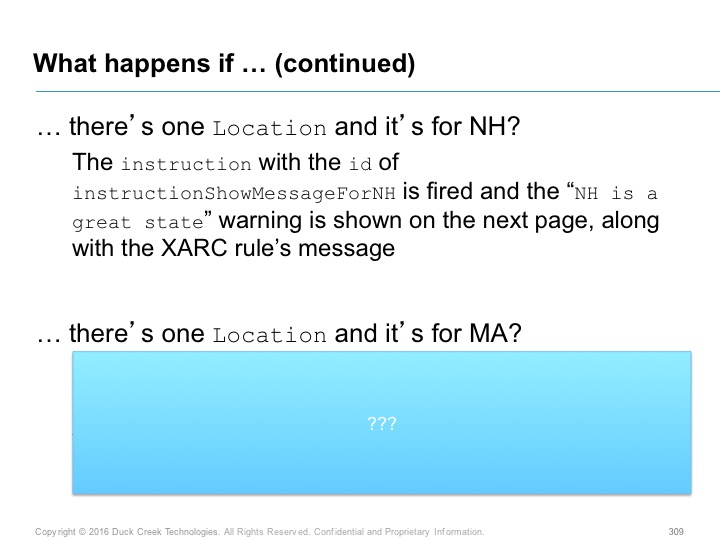 What happens if … (continued)
… there’s one Location and it’s for NH?
The instruction with the id of
instructionShowMessageForNH is fired and the “NH is a
great state” warning is shown on the next page, along
with the XARC rule’s message
… there’s one Location and it’s for MA?
???
Copyright © 2016 Duck Creek Technologies. All Rights Reserved. Confidential and Proprietary Information.
309